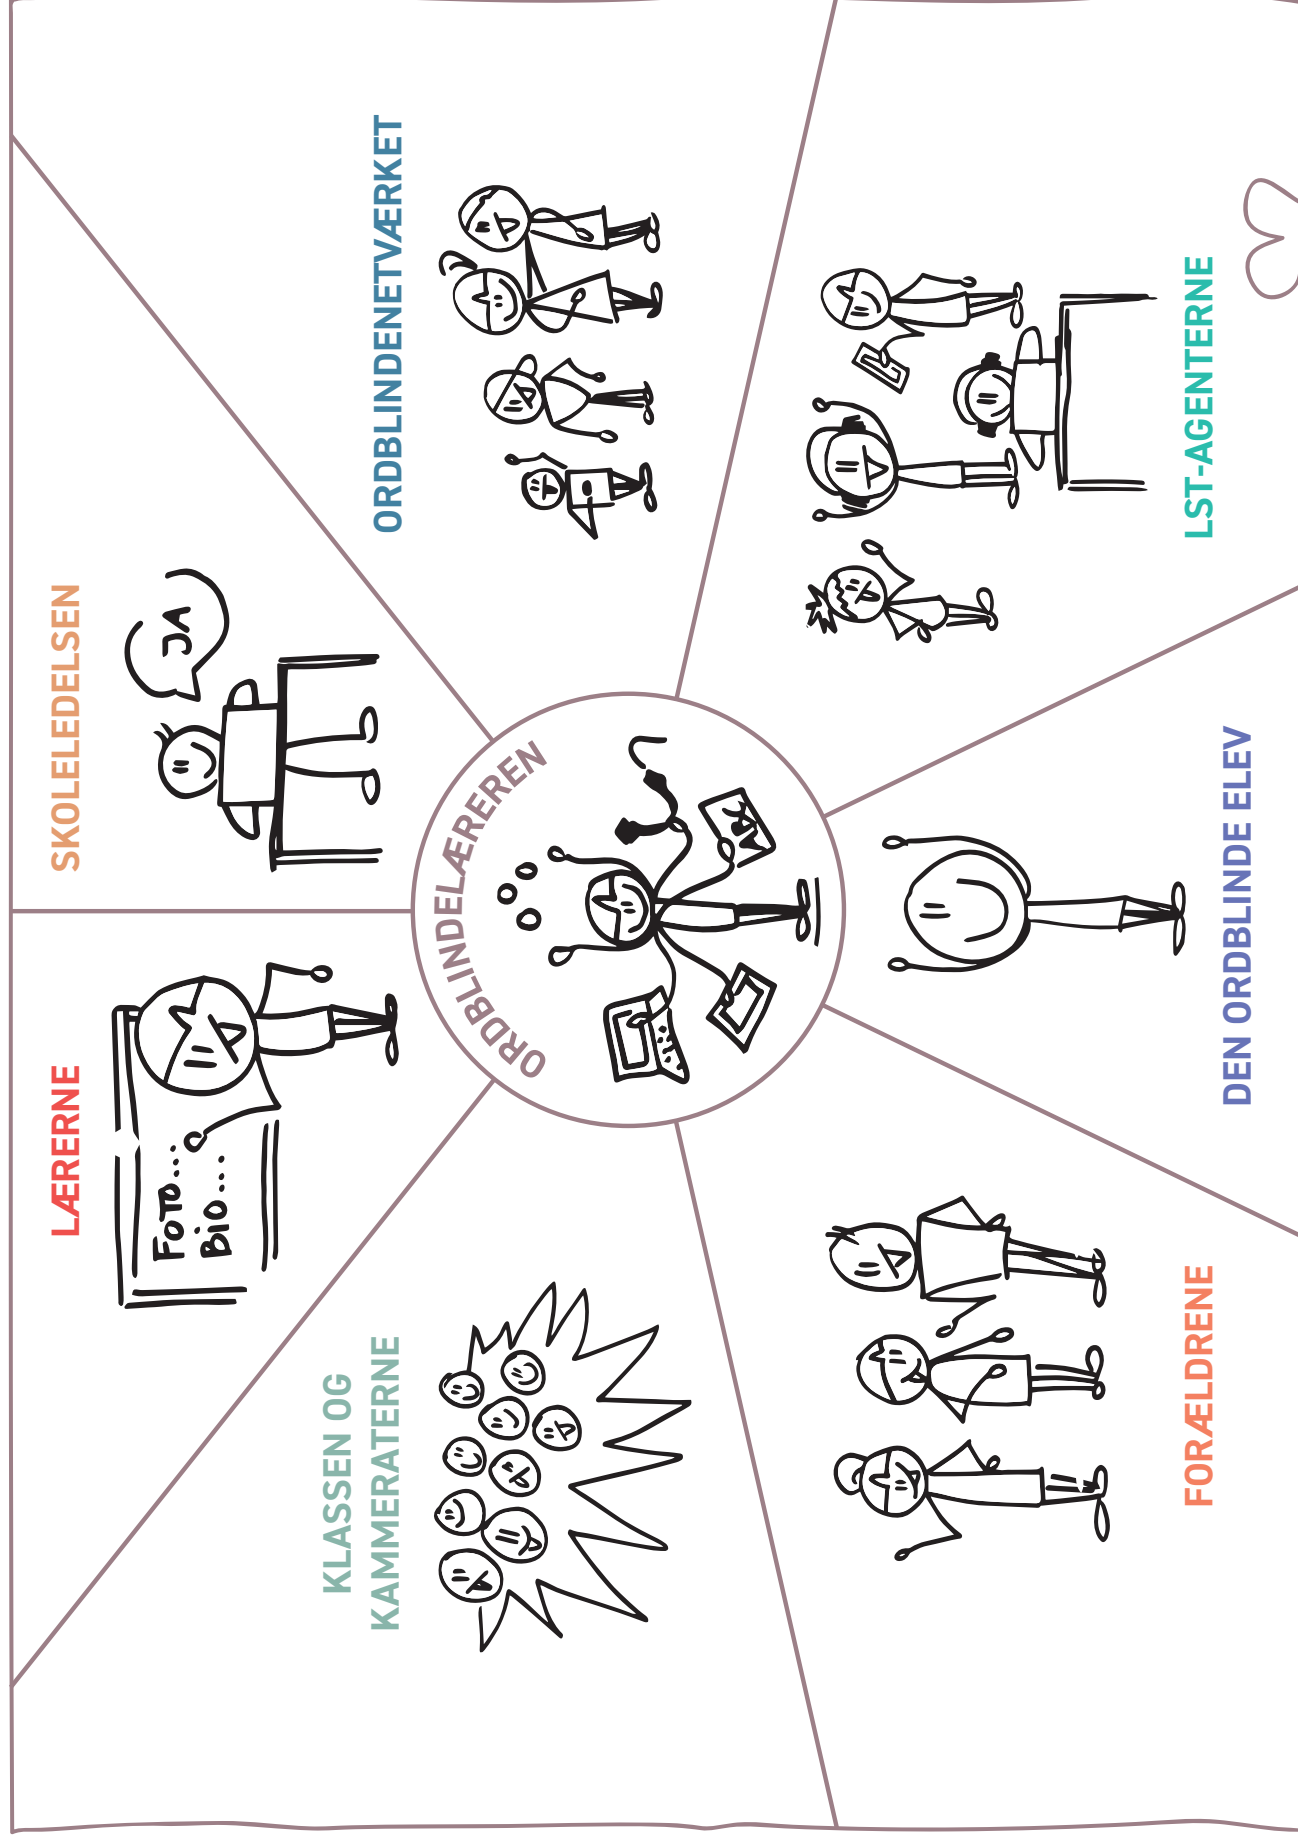 LÆRERNE
FOTO...
BIO....
SKOLELEDELSEN
JA
KLASSEN OG
KAMMERATERNE
ORDBLINDENETVÆRKET
ORDBLINDELÆREREN
FORÆLDRENE
DEN ORDBLINDE ELEV
LST-AGENTERNE